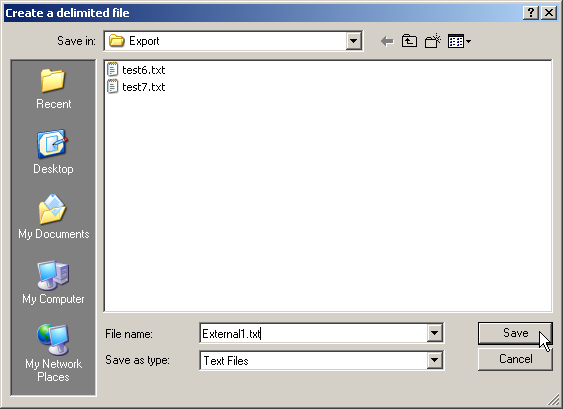 Create a delimited file
Save in: Export
test6.txt
test7.txt
Recent
Desktop
My Documents
My Computer
My Network
Places
File name: External1.txt Save
Save as type: Text Files Cancel